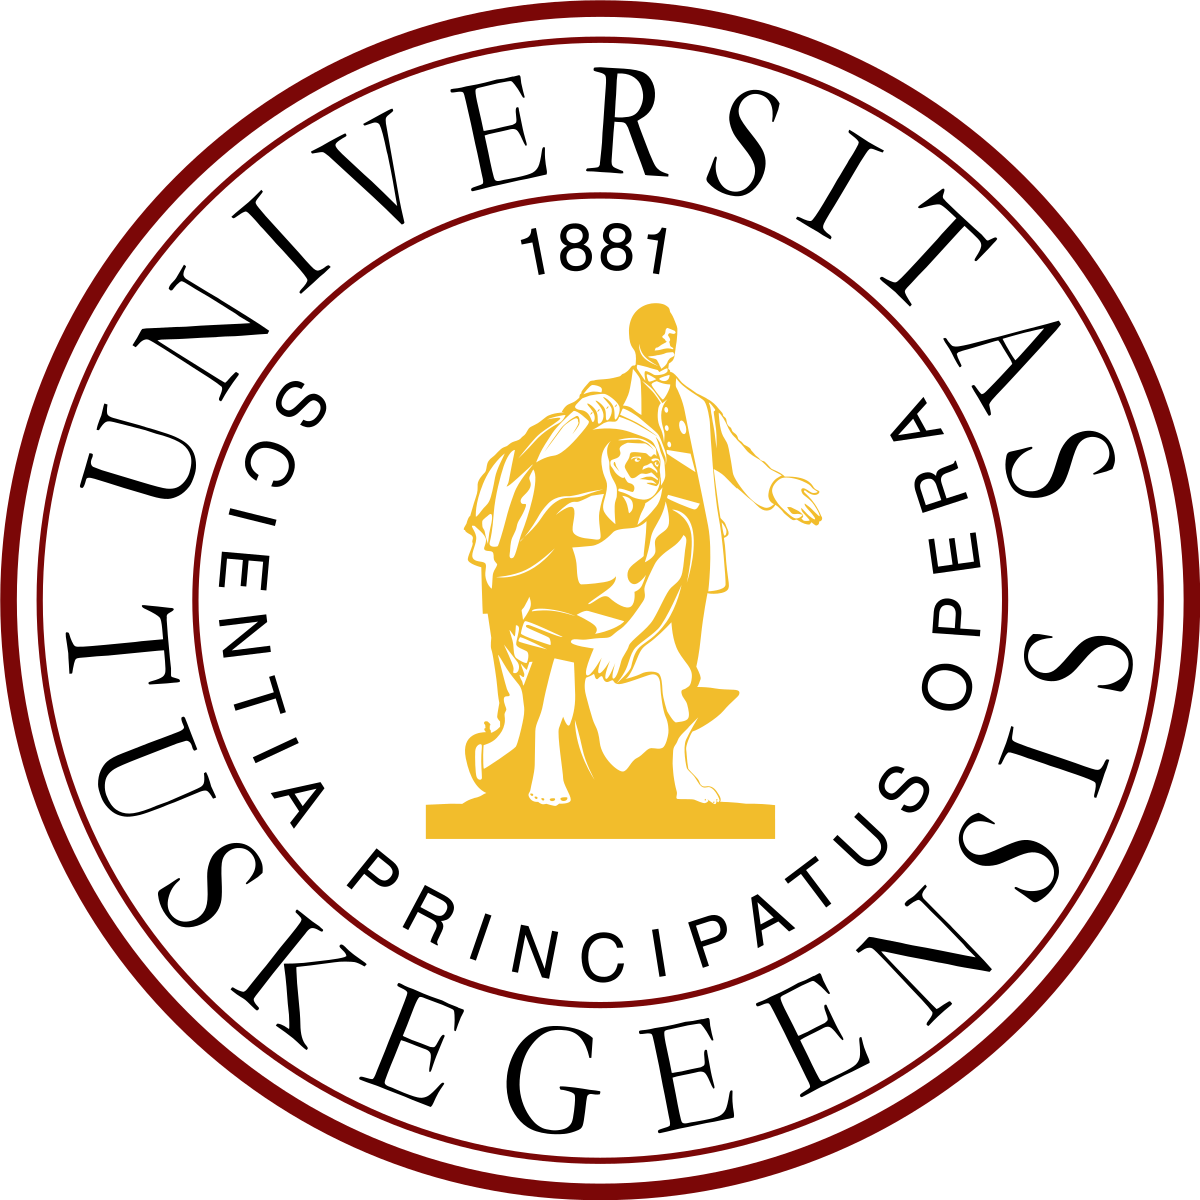 UNIVERSITAS
TUSKEGEENSIS
1881
SCIENTIA PRINCIPATUS OPERA